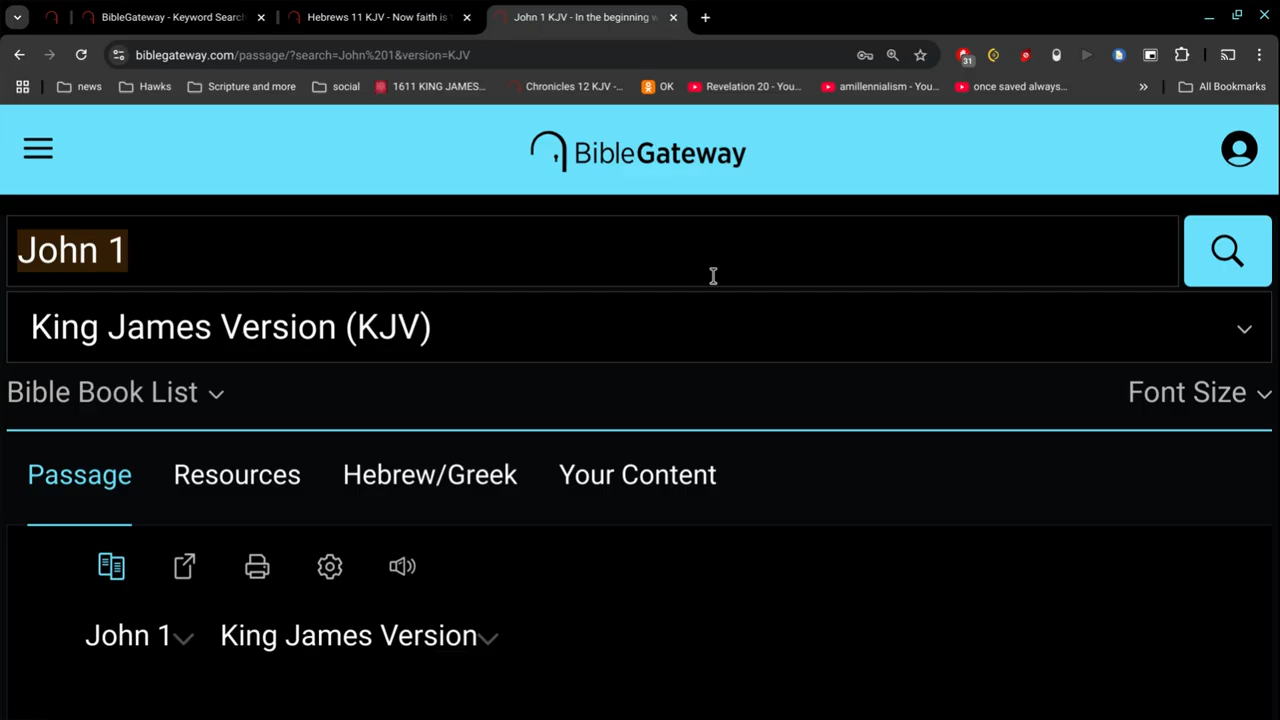 BibleGateway - Keyword Searc
Hebrews 11 KJV - Now faith is
John 1 KJV - In the beginning w
biblegateway.com/passage/?search=John%201&version=KJV
31
news
Hawks
Scripture and more
social
1611 KING JAMES...
Chronicles 12 KJV -...
OK
Revelation 20 - You...
amillennialism - You...
once saved always...
All Bookmarks
BibleGateway
John 1
King James Version (KJV)
Bible Book List
Font Size
Passage Resources Hebrew/Greek Your Content
John 1 King James Version